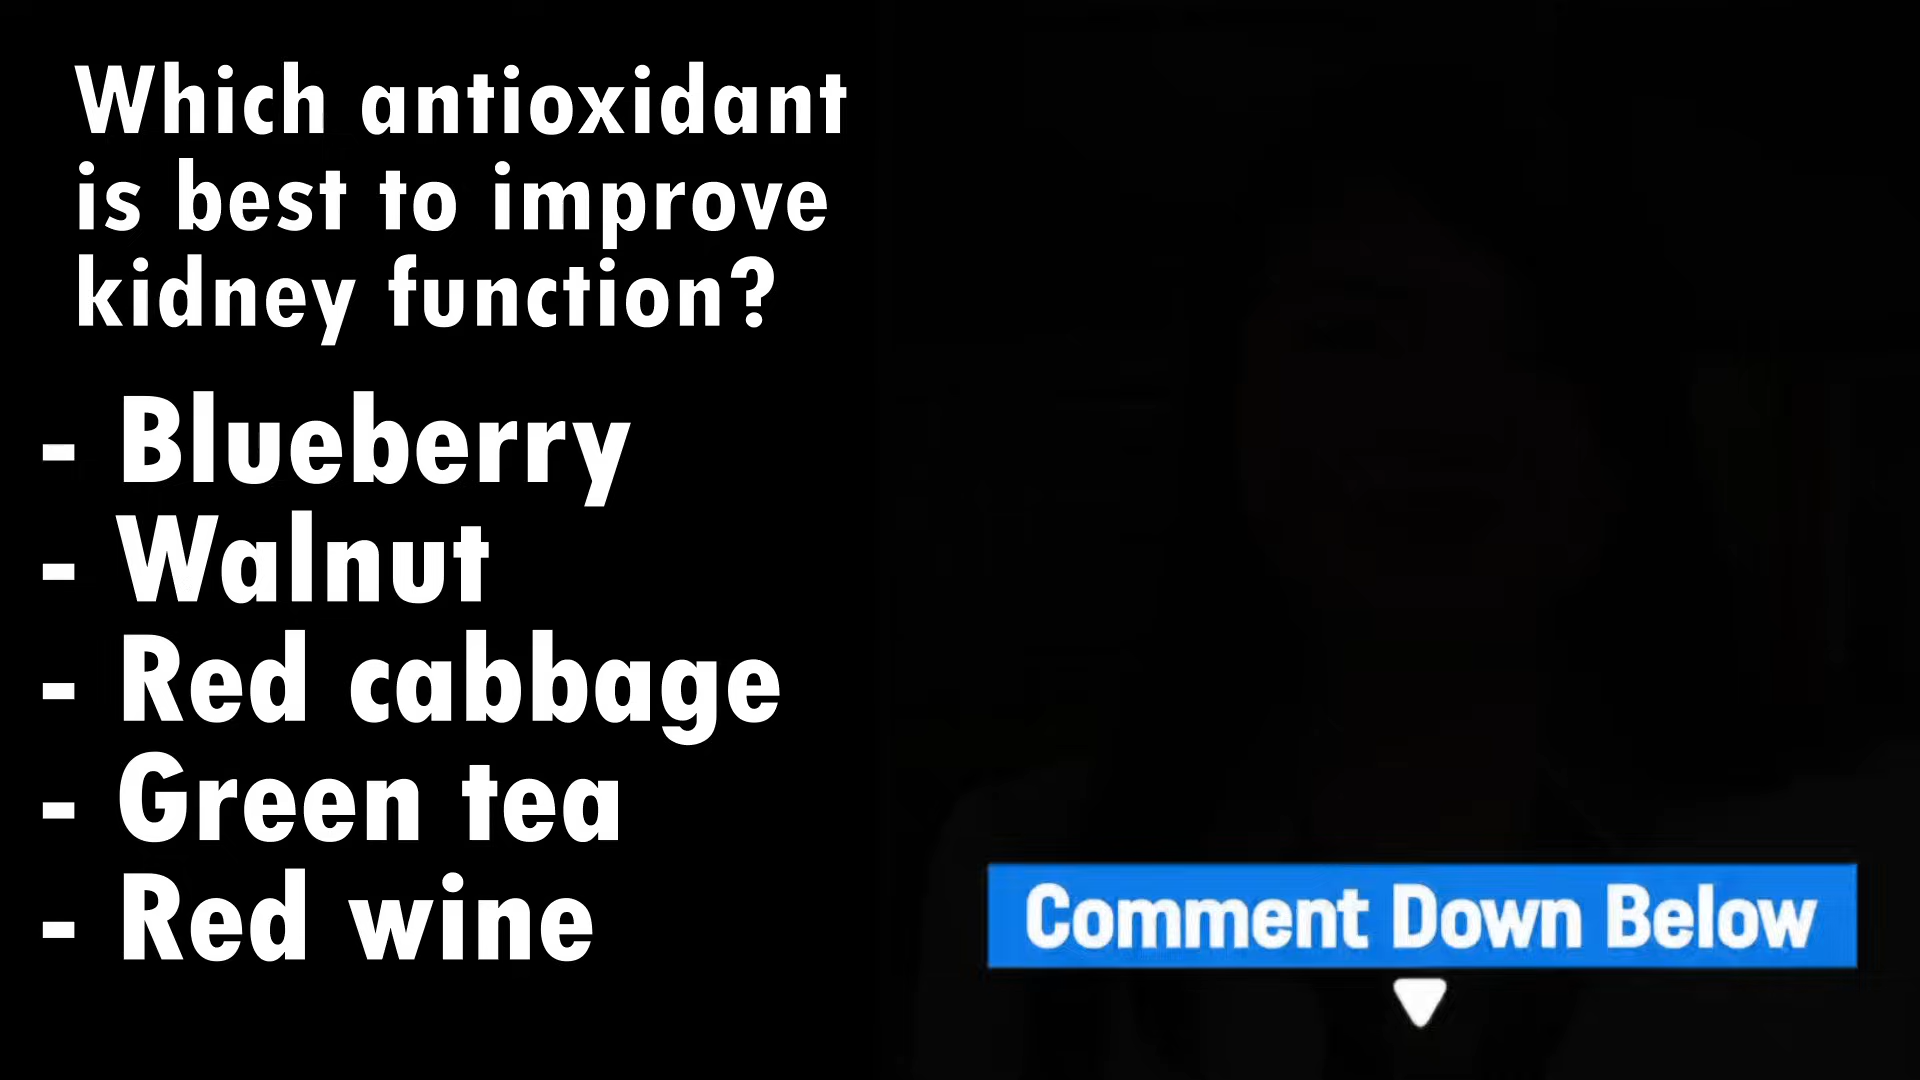 Which antioxidant
is best to improve
kidney function?
- Blueberry
- Walnut
- Red cabbage
- Green tea
- Red wine
Comment Down Below